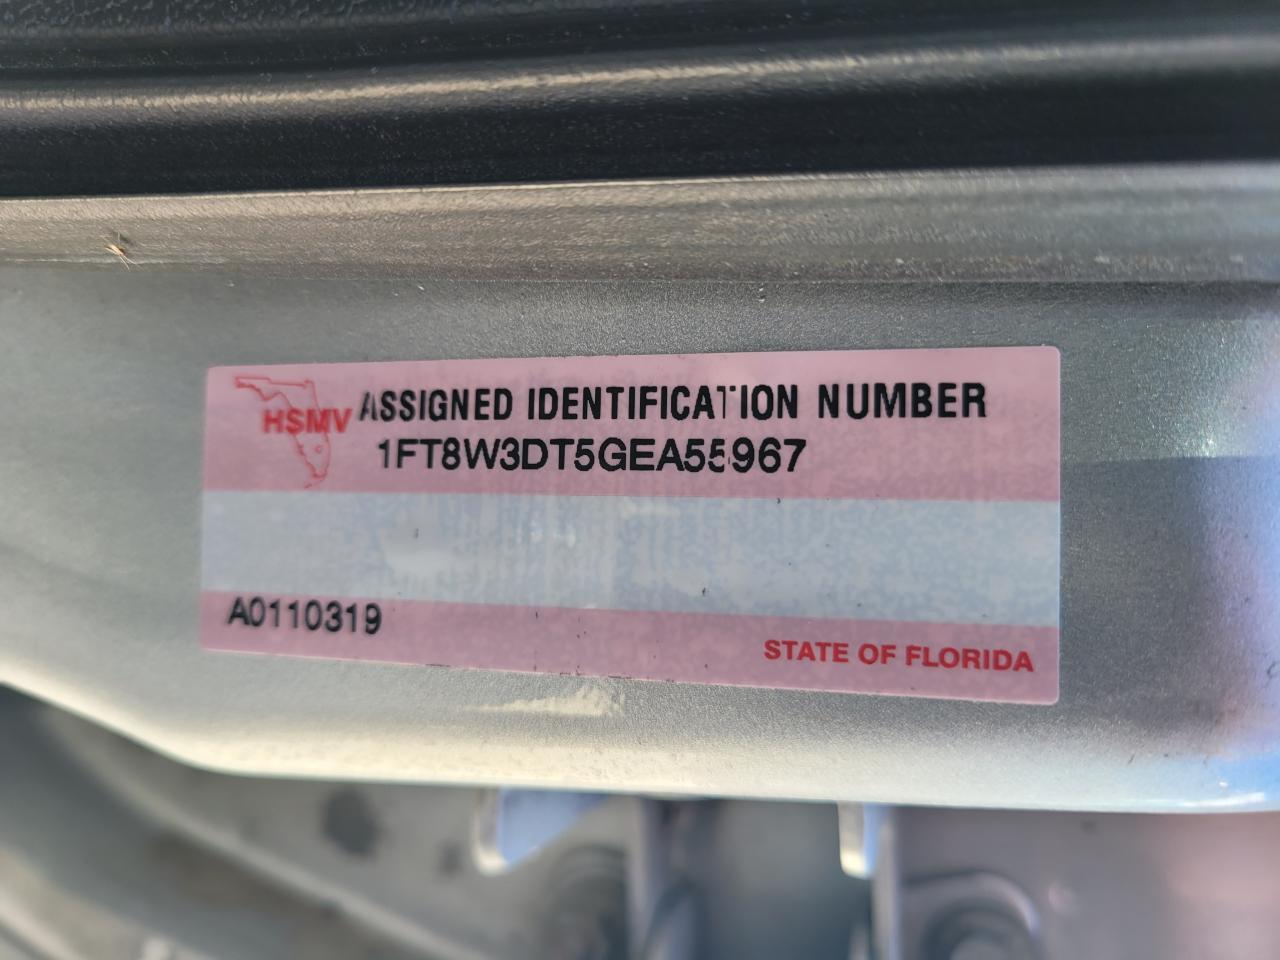 HSMV ASSIGNED IDENTIFICATION NUMBER
1FT8W3DT5GEA55967
A0110319
STATE OF FLORIDA